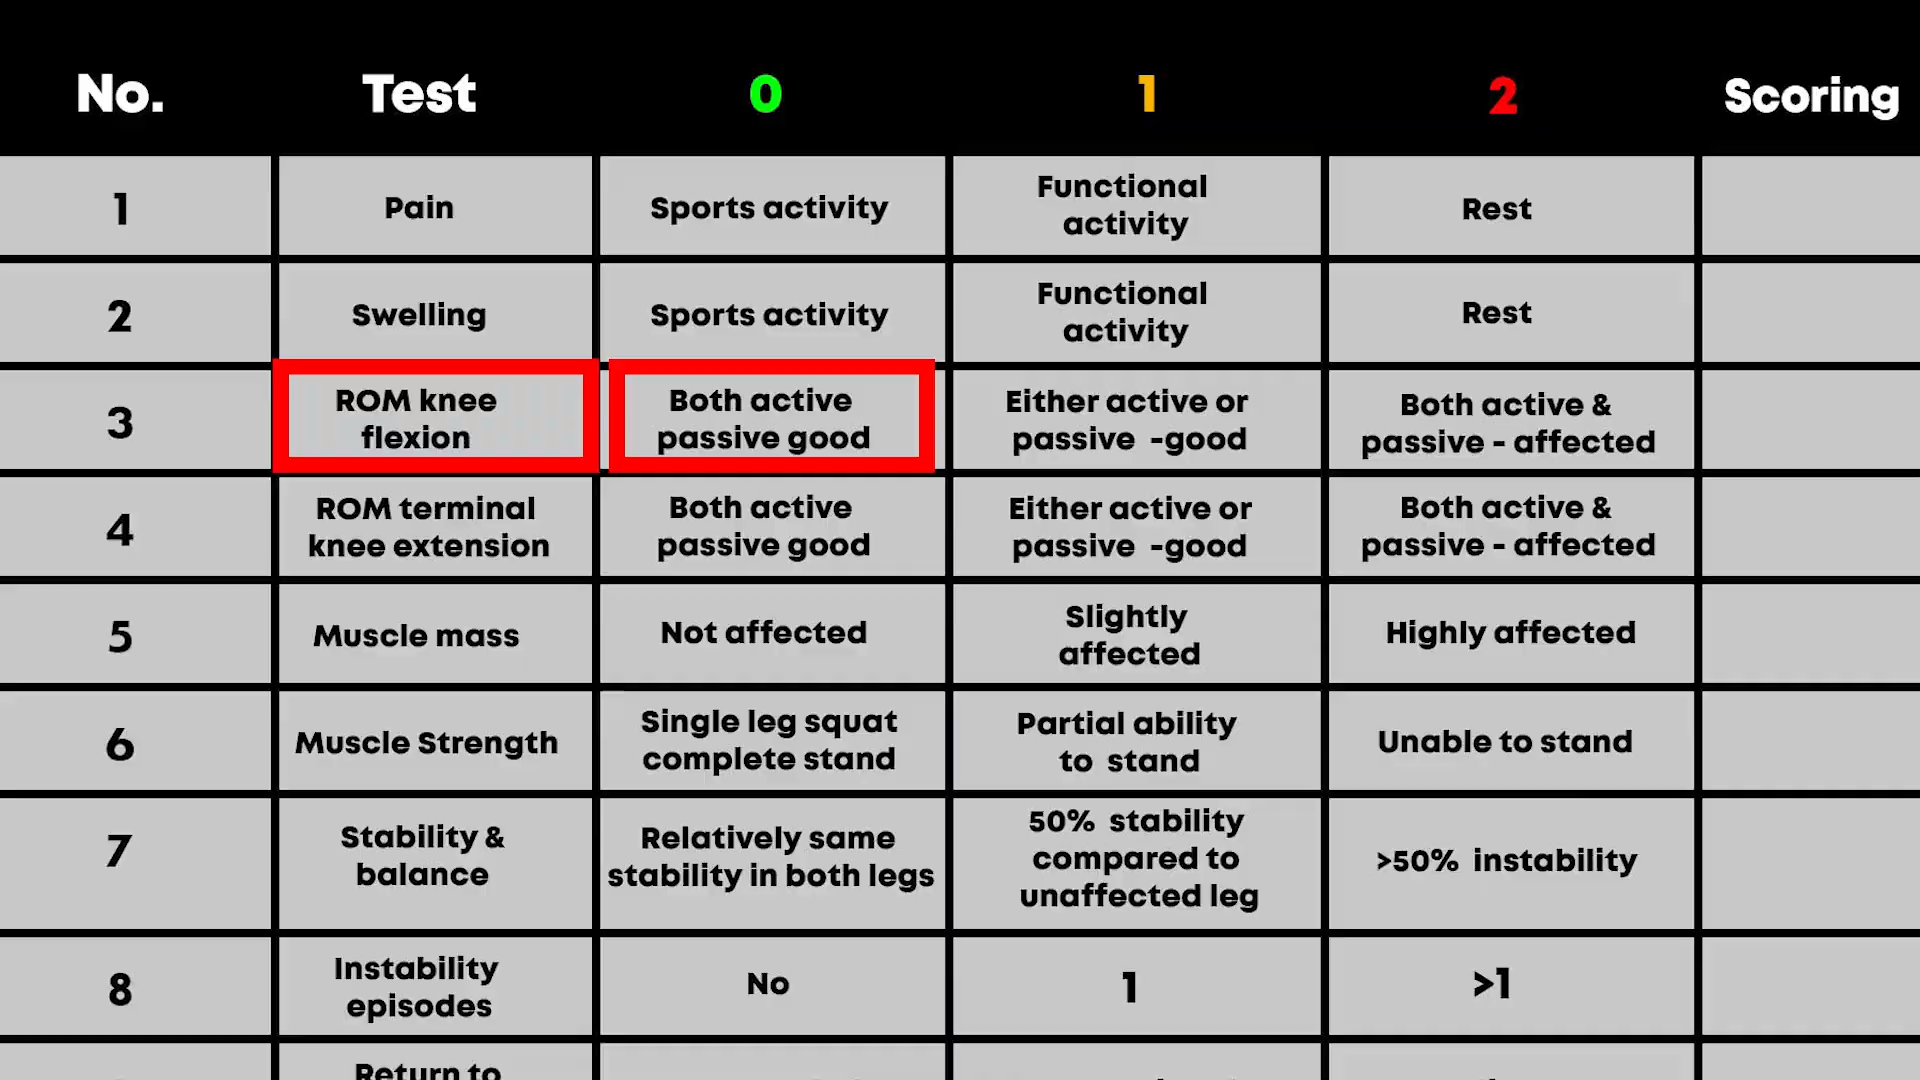 No. Test 0 1 2 Scoring
1 Pain Sports activity Functional activity Rest
2 Swelling Sports activity Functional activity Rest
3 ROM knee flexion Both active passive good Either active or passive -good Both active & passive - affected
4 ROM terminal knee extension Both active passive good Either active or passive -good Both active & passive - affected
5 Muscle mass Not affected Slightly affected Highly affected
6 Muscle Strength Single leg squat complete stand Partial ability to stand Unable to stand
7 Stability & balance Relatively same stability in both legs 50% stability compared to unaffected leg >50% instability
8 Instability episodes No 1 >1
Return to